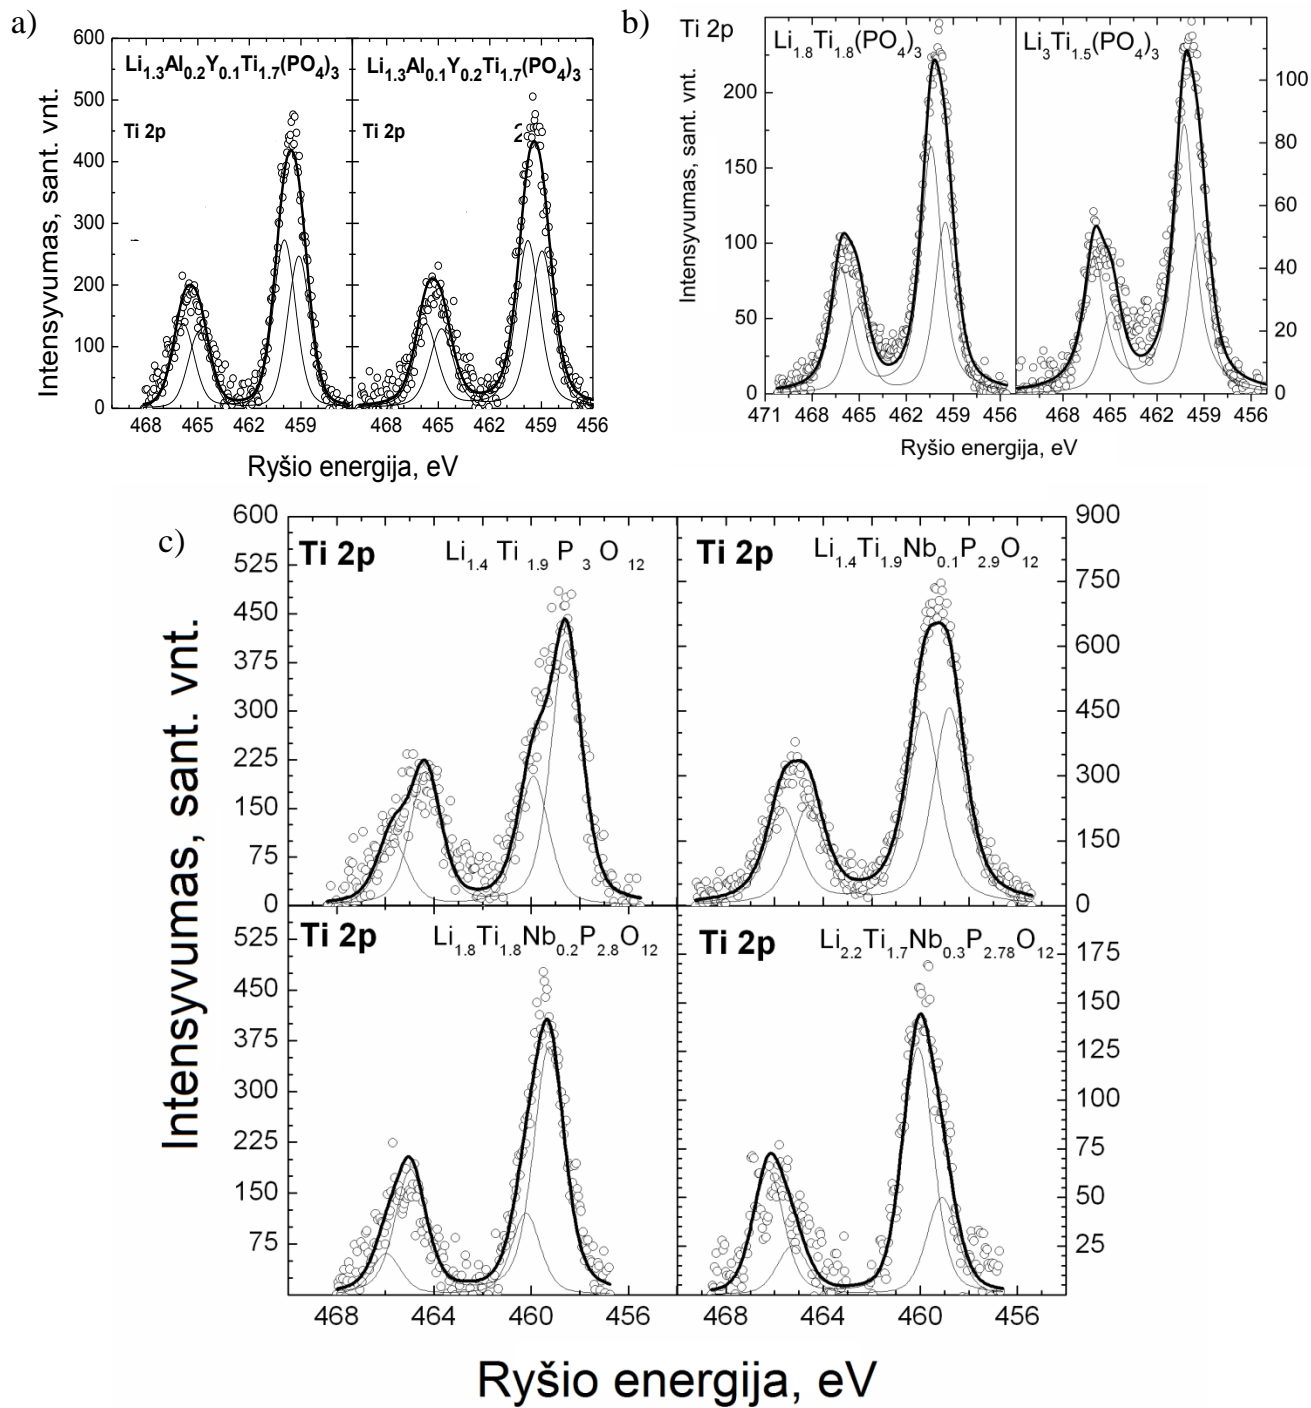 a)
600
500
400
300
200
100
0
Intensyvumas, sant. vnt.
Li1.3Al0.2Y0.1Ti1.7(PO4)3
Ti 2p
Li1.3Al0.1Y0.2Ti1.7(PO4)3
Ti 2p
2
468 465 462 459 468 465 462 459 456
Ryšio energija, eV
b)
Ti 2p
Li1.8Ti1.8(PO4)3
Li3Ti1.5(PO4)3
200
150
100
50
0
Intensyvumas, sant. vnt.
100
80
60
40
20
0
471 468 465 462 459 456 468 465 462 459 456
Ryšio energija, eV
c)
Intensyvumas, sant. vnt.
600
525
450
375
300
225
150
75
0
Ti 2p
Li1.4 Ti1.9 P3 O12
Ti 2p
Li1.4Ti1.9Nb0.1P2.9O12
900
750
600
450
300
150
0
525
450
375
300
225
150
75
Ti 2p
Li1.8Ti1.8Nb0.2P2.8O12
Ti 2p
Li2.2Ti1.7Nb0.3P2.78O12
175
150
125
100
75
50
25
468 464 460 456 468 464 460 456
Ryšio energija, eV